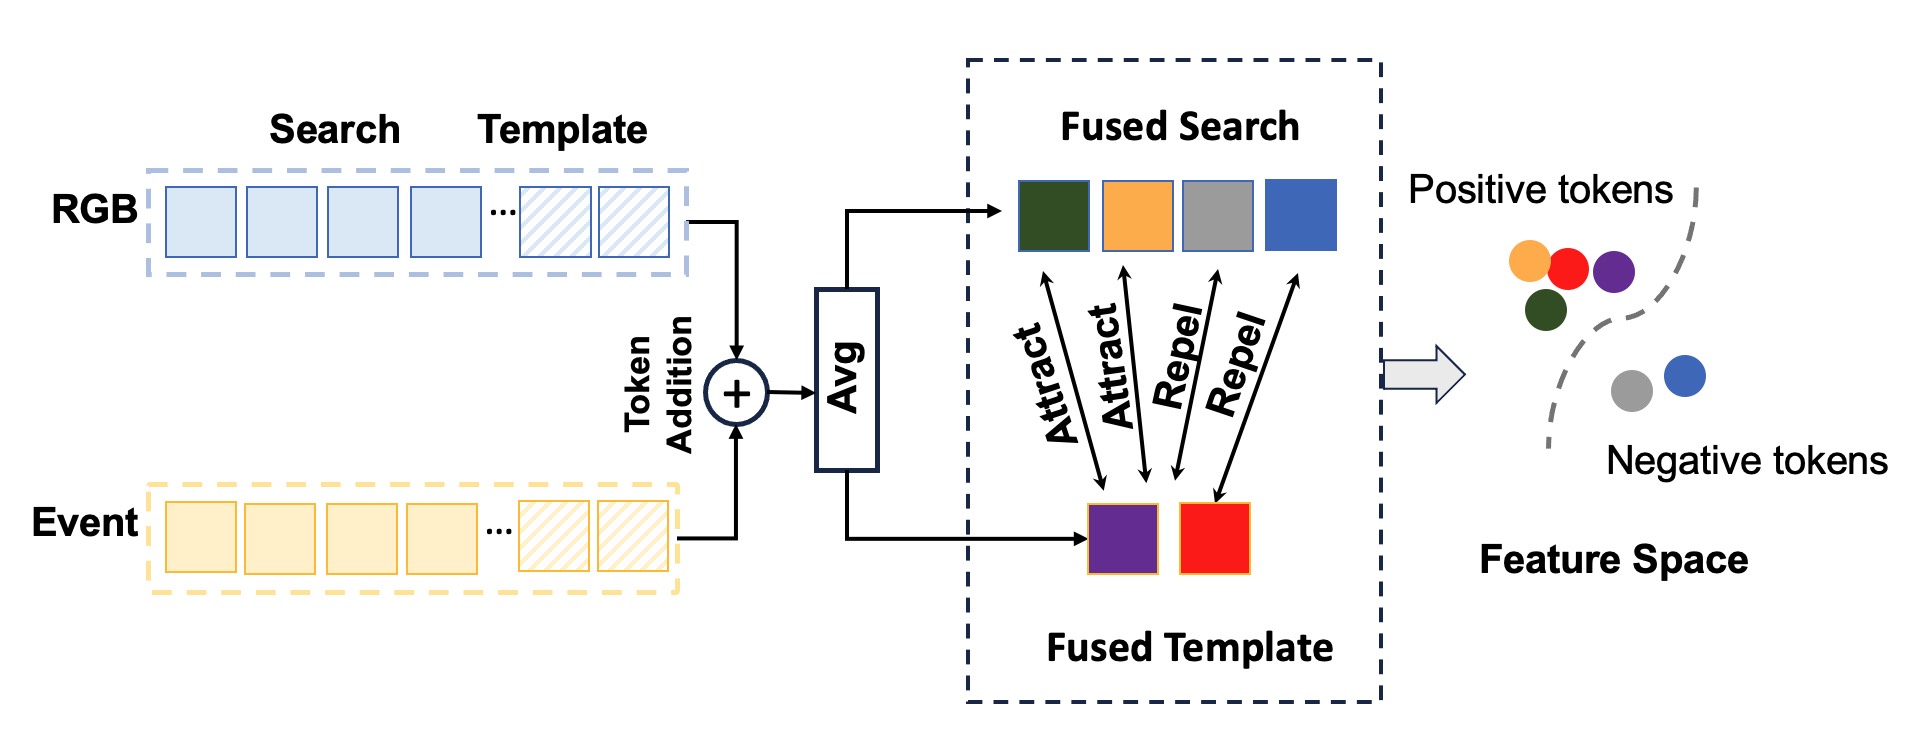 Search
Template
RGB
...
Event
...
Token
Addition
+
Avg
Fused Search
Attract
Attract
Repel
Repel
Fused Template
Positive tokens
Negative tokens
Feature Space